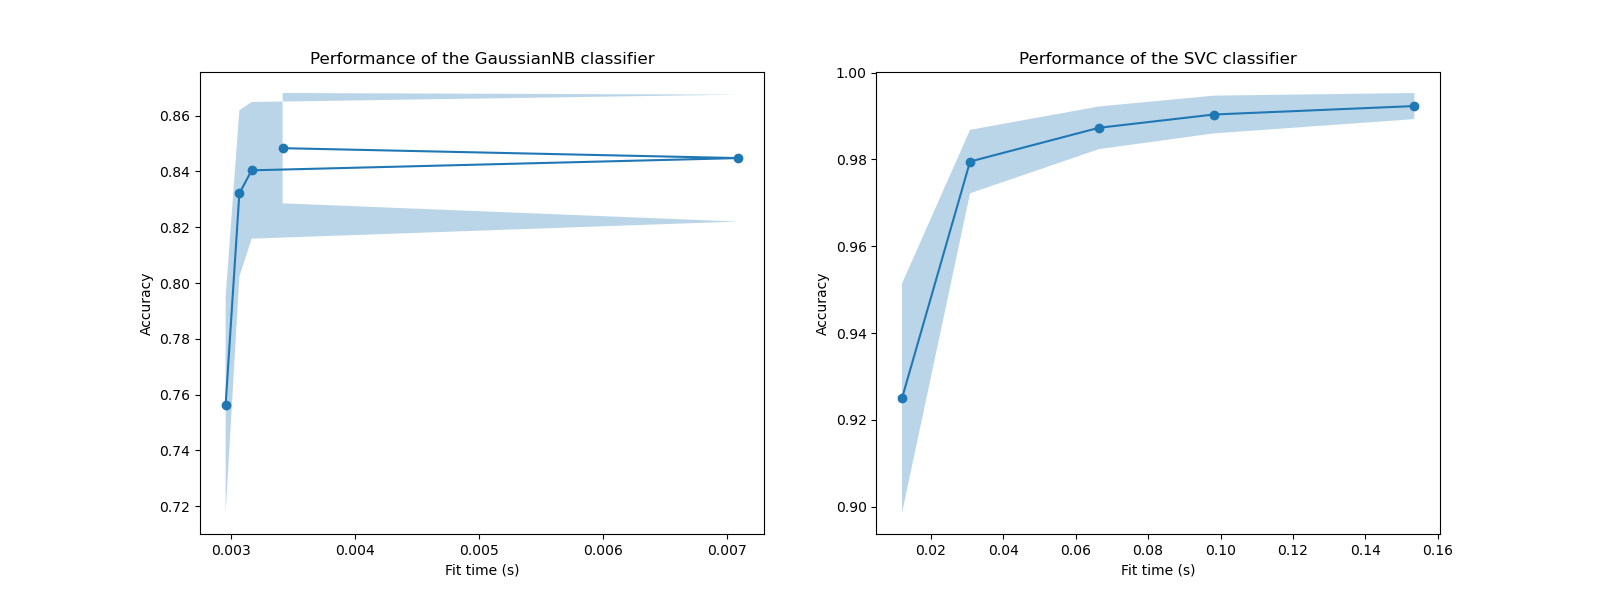 Performance of the GaussianNB classifier
0.86
0.84
0.82
0.80
0.78
0.76
0.74
0.72
Accuracy
0.003 0.004 0.005 0.006 0.007
Fit time (s)
Performance of the SVC classifier
1.00
0.98
0.96
0.94
0.92
0.90
Accuracy
0.02 0.04 0.06 0.08 0.10 0.12 0.14 0.16
Fit time (s)